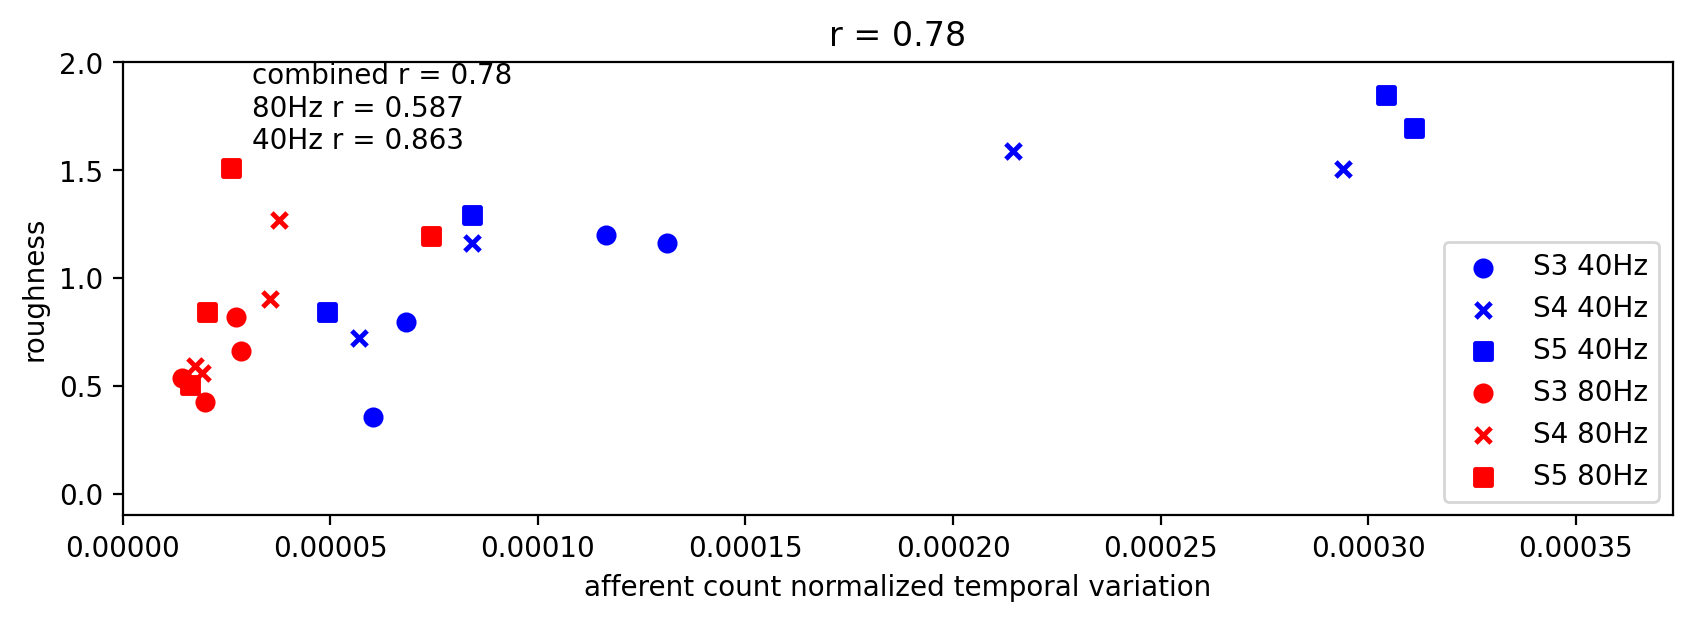 r = 0.78
combined r = 0.78
80Hz r = 0.587
40Hz r = 0.863
roughness
2.0
1.5
1.0
0.5
0.0
S3 40Hz
S4 40Hz
S5 40Hz
S3 80Hz
S4 80Hz
S5 80Hz
0.00000 0.00005 0.00010 0.00015 0.00020 0.00025 0.00030 0.00035
afferent count normalized temporal variation